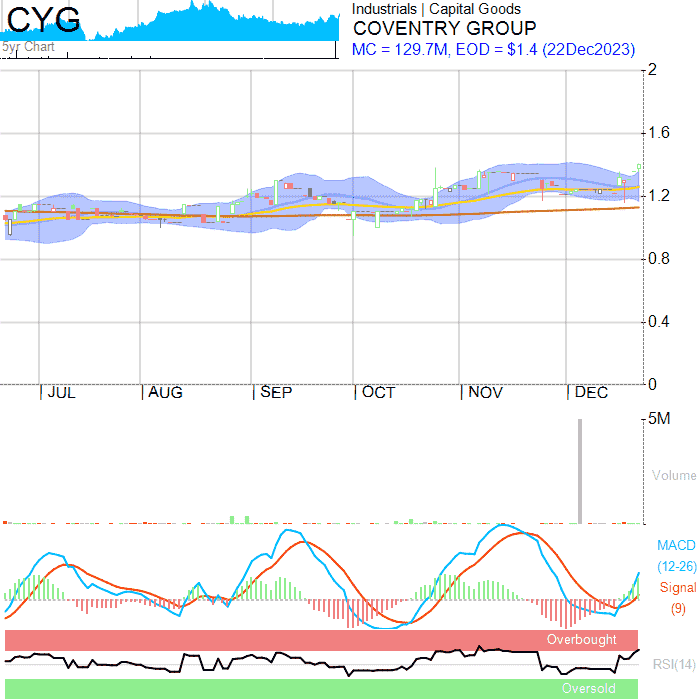 CYG
5yr Chart
Industrials | Capital Goods
COVENTRY GROUP
MC = 129.7M, EOD = $1.4 (22Dec2023)
2
1.6
1.2
0.8
0.4
0
JUL AUG SEP OCT NOV DEC
5M
Volume
MACD
(12-26)
Signal
(9)
Overbought
RSI(14)
Oversold